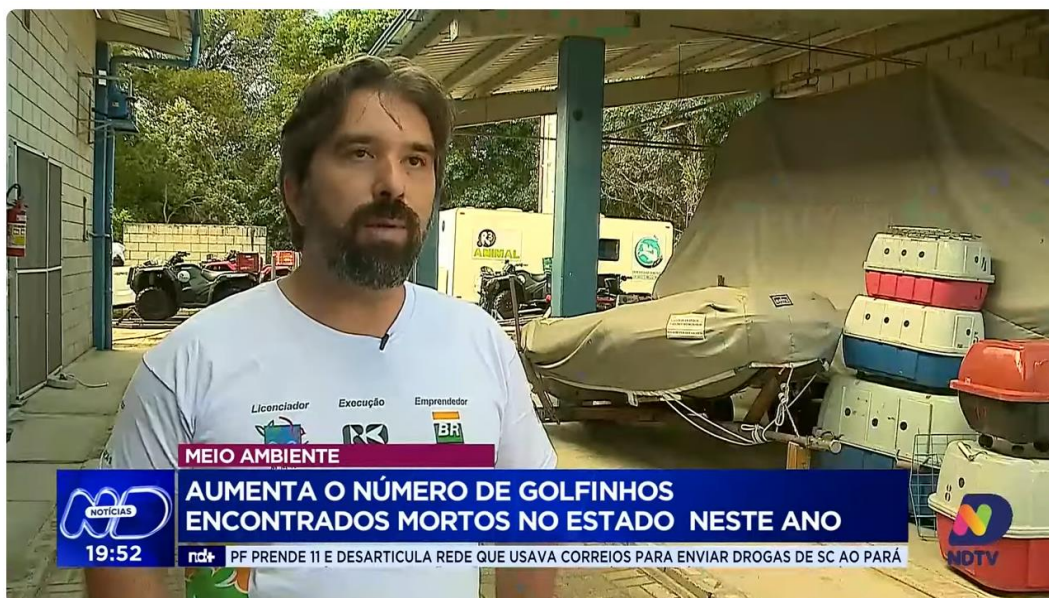 R3
ANIMAL
Licenciador
Execução
Emprendedor
R3
BR
MEIO AMBIENTE
AUMENTA O NÚMERO DE GOLFINHOS
ENCONTRADOS MORTOS NO ESTADO NESTE ANO
ND
NOTÍCIAS
19:52
nd+
PF PRENDE 11 E DESARTICULA REDE QUE USAVA CORREIOS PARA ENVIAR DROGAS DE SC AO PARÁ
NDTV